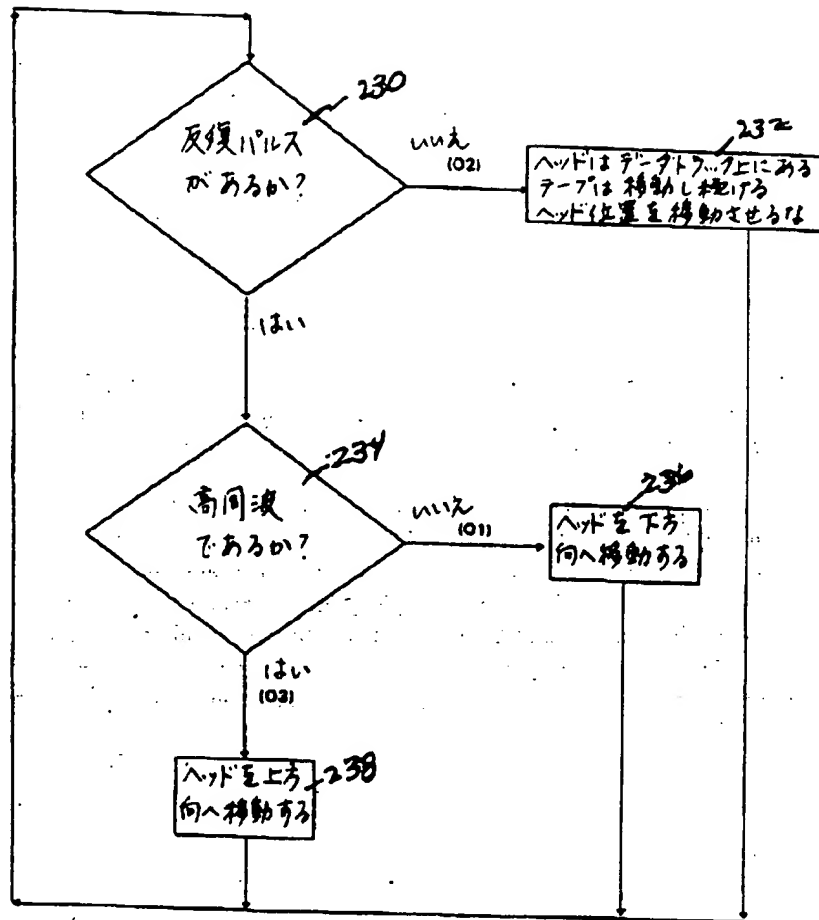 230
反復パルス
があるか?
いいえ
(02)
232
ヘッドはデータトラック上にある
テープは移動し続ける
ヘッド位置を移動させるな
はい
234
高周波
であるか?
いいえ
(01)
236
ヘッドを下方
向へ移動する
はい
(03)
ヘッドを上方
向へ移動する
238